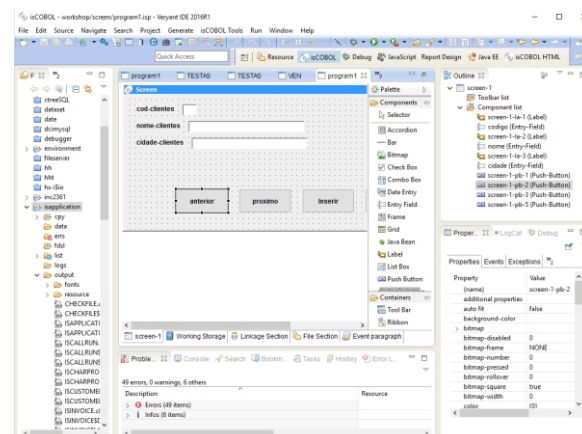 isCOBOL - workshop/screen/program1.isp - Veryant IDE 2016R1
File Edit Source Navigate Search Project Generate isCOBOL Tools Run Window Help
Quick Access
Resource isCOBOL Debug JavaScript Report Design Java EE isCOBOL HTML
F
ctreeSQL
dataset
date
dcimysql
debugger
environment
fileserver
hh
hht
inc2361
isapplication
cpy
data
errs
fdsl
list
logs
output
fonts
resource
CHECKFILE.c
CHECKFILES
ISAPPLICATI
ISAPPLICATI
ISCALLRUN.
ISCALLRUNS
ISCALLRUNS
ISCHARPRO
ISCHARPRO
ISCUSTOMEI
ISCUSTOMEI
ISINVOICE.cl
program1 TESTAS TESTAS VEN program1
Screen
cod-clientes
nome-clientes
cidade-clientes
anterior proximo Inserir
Palette
Components
Selector
Accordion
Bar
Bitmap
Check Box
Combo Box
Date Entry
Entry Field
Frame
Grid
Java Bean
Label
List Box
Push Button
Containers
Tool Bar
Ribbon
screen-1 Working Storage Linkage Section File Section Event paragraph
Proble.. Console Search Bookm.. Tasks History Error L..
49 errors, 0 warnings, 6 others
Description Resource
Errors (49 items)
Infos (6 items)
Outline
screen-1
Toolbar list
Component list
screen-1-la-1 (Label)
codigo (Entry-Field)
screen-1-la-2 (Label)
nome (Entry-Field)
screen-1-la-3 (Label)
cidade (Entry-Field)
screen-1-pb-1 (Push-Button)
screen-1-pb-2 (Push-Button)
screen-1-pb-3 (Push-Button)
screen-1-pb-5 (Push-Button)
Proper.. LogCat Debug
Properties Events Exceptions
Property Value
(name) screen-1-pb-2
additional properties
auto fit false
background-color
bitmap
bitmap-disabled 0
bitmap-frame NONE
bitmap-number 0
bitmap-pressed 0
bitmap-rollover 0
bitmap-square true
bitmap-width 0
color (0)